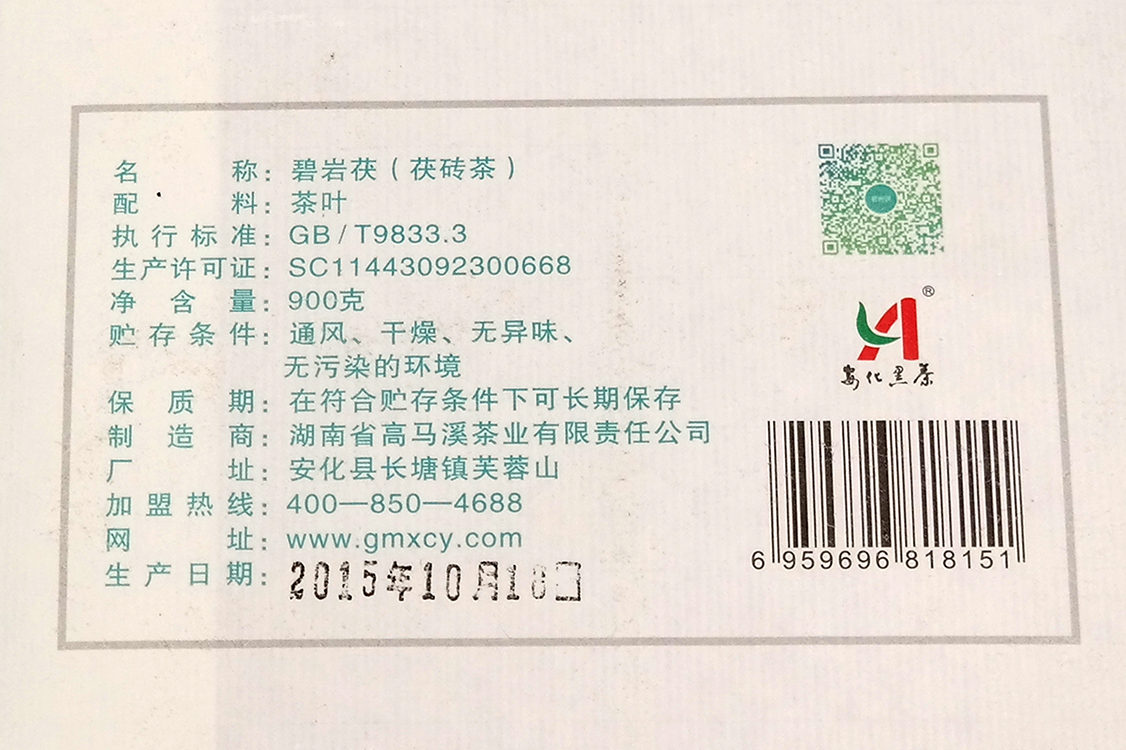 名称：碧岩茯（茯砖茶）
配料：茶叶
执行标准：GB/T9833.3
生产许可证：SC11443092300668
净含量：900克
贮存条件：通风、干燥、无异味、
无污染的环境
保质期：在符合贮存条件下可长期保存
制造商：湖南省高马溪茶业有限责任公司
厂址：安化县长塘镇芙蓉山
加盟热线：400—850—4688
网址：www.gmxcy.com
生产日期：2015年10月18日
®
安化黑茶
6 959696 818151